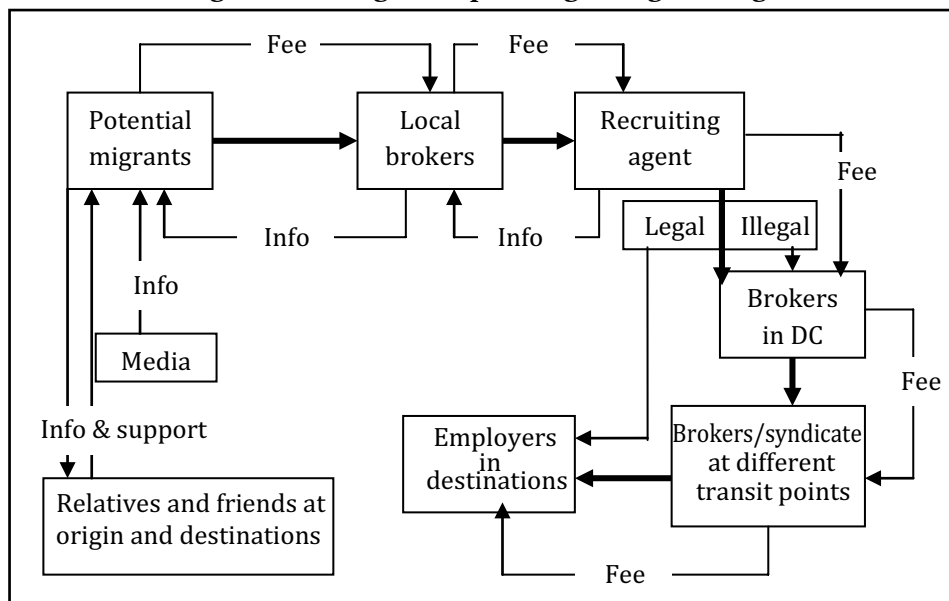 Fee
Fee
Potential
migrants
Local
brokers
Recruiting
agent
Fee
Info
Info
Legal
Illegal
Info
Brokers
in DC
Media
Fee
Info & support
Employers
in
destinations
Brokers/syndicate
at different
transit points
Relatives and friends at
origin and destinations
Fee